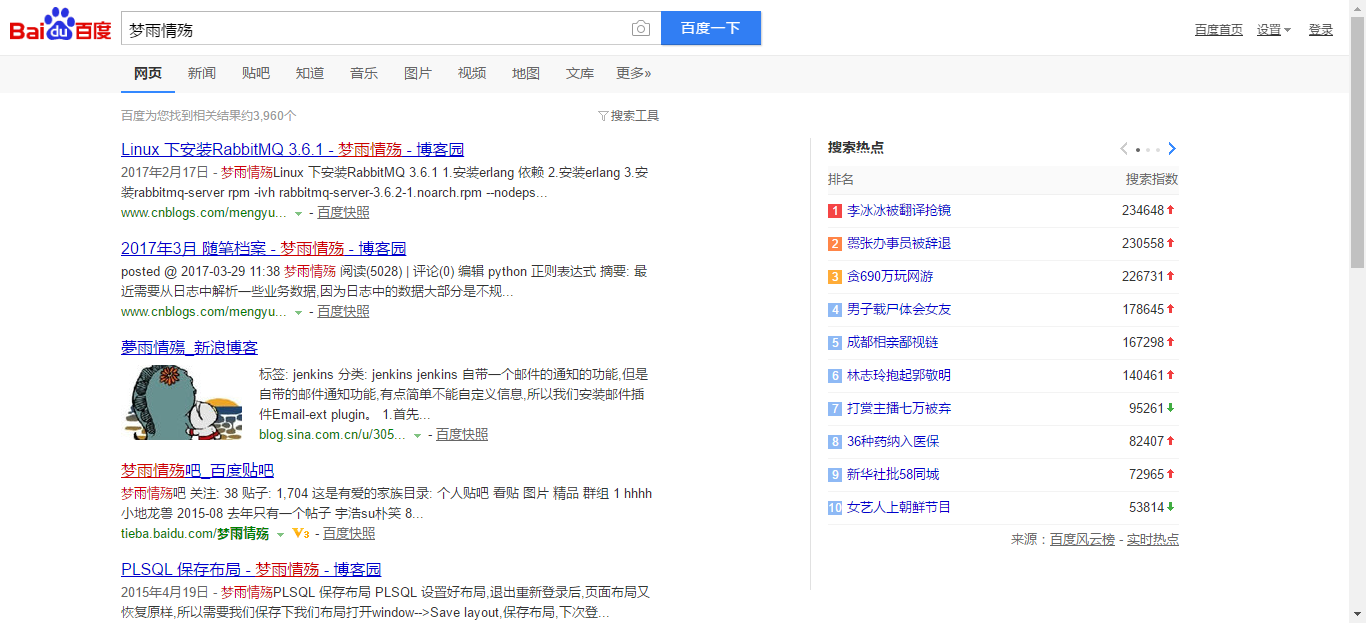 Bai du 百度
梦雨情殇
百度一下
百度首页 设置 登录
网页 新闻 贴吧 知道 音乐 图片 视频 地图 文库 更多»
百度为您找到相关结果约3,960个
搜索工具
Linux 下安装RabbitMQ 3.6.1 - 梦雨情殇 - 博客园
2017年2月17日 - 梦雨情殇Linux 下安装RabbitMQ 3.6.1 1.安装erlang 依赖 2.安装erlang 3.安
装rabbitmq-server rpm -ivh rabbitmq-server-3.6.2-1.noarch.rpm --nodeps...
www.cnblogs.com/mengyu... - 百度快照
2017年3月 随笔档案 - 梦雨情殇 - 博客园
posted @ 2017-03-29 11:38 梦雨情殇 阅读(5028) | 评论(0) 编辑 python 正则表达式 摘要: 最
近需要从日志中解析一些业务数据,因为日志中的数据大部分是不规...
www.cnblogs.com/mengyu... - 百度快照
夢雨情殤_新浪博客
标签: jenkins 分类: jenkins jenkins 自带一个邮件的通知的功能,但是
自带的邮件通知功能,有点简单不能自定义信息,所以我们安装邮件插
件Email-ext plugin。 1.首先...
blog.sina.com.cn/u/305... - 百度快照
梦雨情殇吧_百度贴吧
梦雨情殇吧 关注: 38 贴子: 1,704 这是有爱的家族目录: 个人贴吧 看贴 图片 精品 群组 1 hhhh
小地龙兽 2015-08 去年只有一个帖子 宇浩su朴笑 8...
tieba.baidu.com/梦雨情殇 V3 - 百度快照
PLSQL 保存布局 - 梦雨情殇 - 博客园
2015年4月19日 - 梦雨情殇PLSQL 保存布局 PLSQL 设置好布局,退出重新登录后,页面布局又
恢复原样,所以需要我们保存下我们布局打开window-->Save layout,保存布局,下次登...
搜索热点
排名 搜索指数
1 李冰冰被翻译抢镜 234648
2 嚣张办事员被辞退 230558
3 贪690万玩网游 226731
4 男子载尸体会女友 178645
5 成都相亲鄙视链 167298
6 林志玲抱起郭敬明 140461
7 打赏主播七万被弃 95261
8 36种药纳入医保 82407
9 新华社批58同城 72965
10 女艺人上朝鲜节目 53814
来源：百度风云榜 - 实时热点